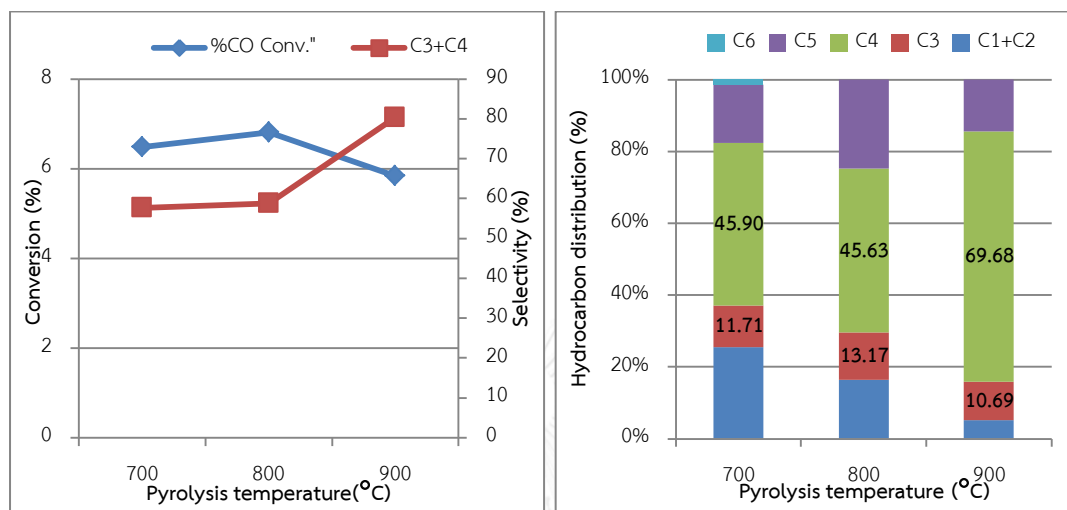 %CO Conv." C3+C4
8
6
4
2
0
90
80
70
60
50
40
30
20
10
0
Conversion (%)
Selectivity (%)
700 800 900
Pyrolysis temperature(°C)
C6 C5 C4 C3 C1+C2
100%
80%
60%
40%
20%
0%
Hydrocarbon distribution (%)
45.90 45.63 69.68
11.71 13.17 10.69
700 800 900
Pyrolysis temperature (°C)